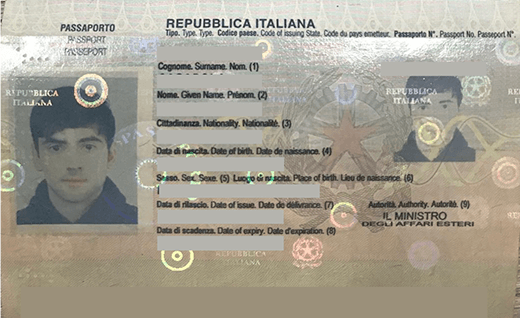 PASSAPORTO
PASSPORT
PASSEPORT
REPUBBLICA ITALIANA
Tipo. Type. Type. Codice paese. Code of issuing State. Code du pays emetteur. Passaporto N°. Passport No. Passeport N°.
Cognome. Surname. Nom. (1)
REPUBBLICA
ITALIANA
REPUBBLICA
ITALIANA
Nome. Given Name. Prénom. (2)
Cittadinanza. Nationality. Nationalité. (3)
Data di nascita. Date of birth. Date de naissance. (4)
Sesso. Sex. Sexe. (5) Luogo di nascita. Place of birth. Lieu de naissance. (6)
Data di rilascio. Date of issue. Date de délivrance. (7)
Autorità. Authority. Autorité. (9)
IL MINISTRO
DEGLI AFFARI ESTERI
Data di scadenza. Date of expiry. Date d'expiration. (8)
REPUBBLICA
ITALIANA
REPUBBLICA